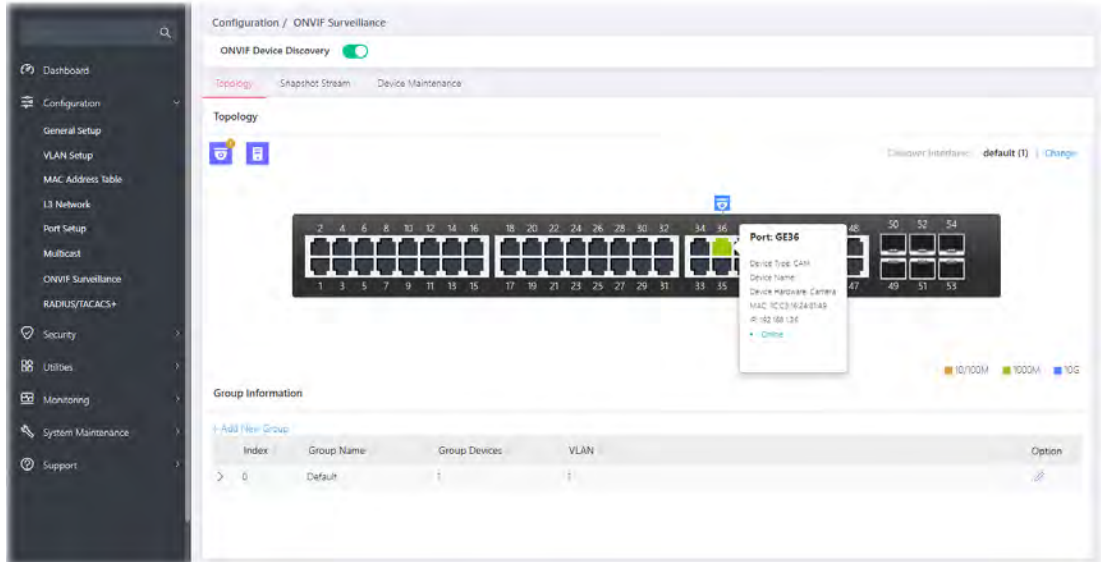 Configuration / ONVIF Surveillance
ONVIF Device Discovery
Dashboard
Configuration
General Setup
VLAN Setup
MAC Address Table
L3 Network
Port Setup
Multicast
ONVIF Surveillance
RADIUS/TACACS+
Security
Utilities
Monitoring
System Maintenance
Support
Topology Snapshot Stream Device Maintenance
Topology
Discover Interface: default (1) | Change
2 4 6 8 10 12 14 16 18 20 22 24 26 28 30 32 34 36 48 50 52 54
1 3 5 7 9 11 13 15 17 19 21 23 25 27 29 31 33 35 47 49 51 53
Port: GE36
Device Type: CAM
Device Name:
Device Hardware: Camera
Online
10/100M 1000M 10G
Group Information
+ Add New Group
Index Group Name Group Devices VLAN Option
0 Default 1 1